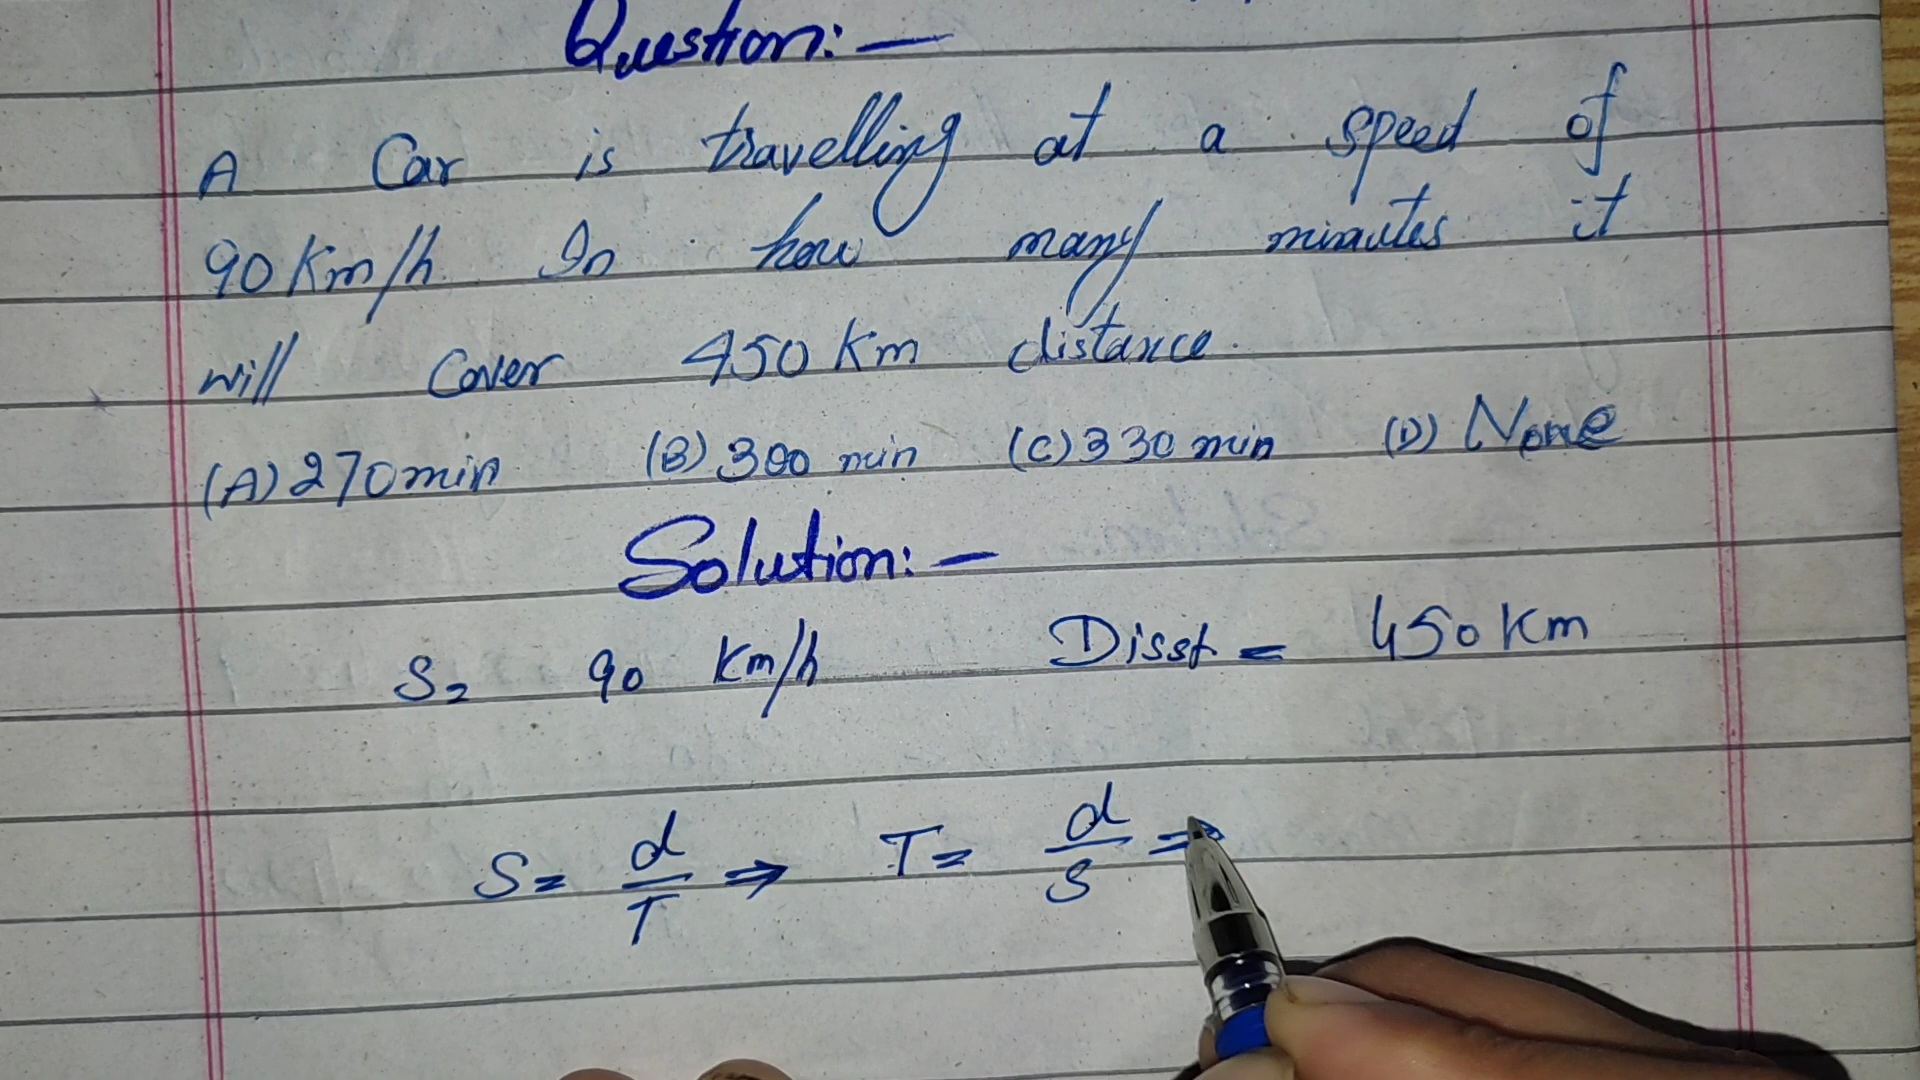 Question:-
A Car is travelling at a speed of
90 Km/h. In how many minutes it
will Cover 450 Km distance.
(A) 270 min (B) 300 min (C) 330 min (D) None
Solution:-
S= 90 Km/h Disst = 450 Km
S= d/T ⇒ T= d/S ⇒